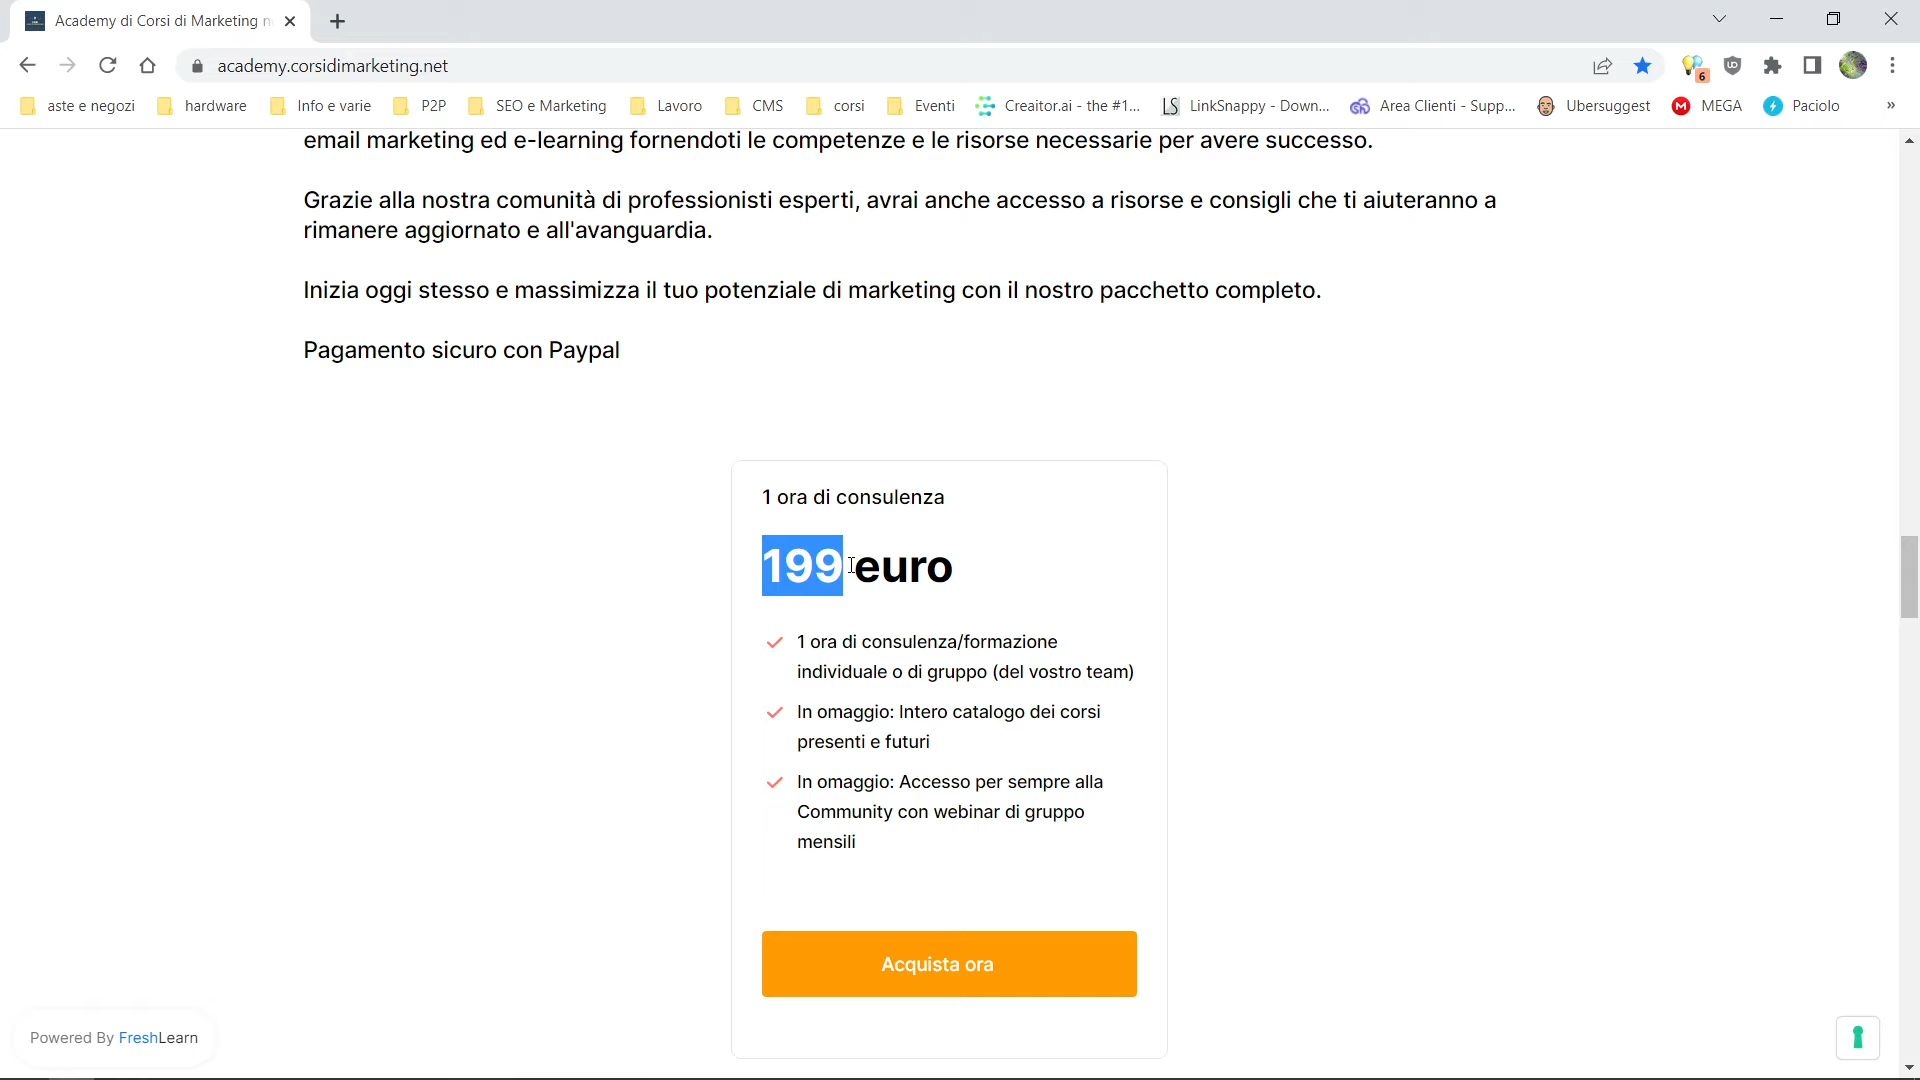 Academy di Corsi di Marketing n
academy.corsidimarketing.net
6
aste e negozi
hardware
Info e varie
P2P
SEO e Marketing
Lavoro
CMS
corsi
Eventi
Creaitor.ai - the #1...
LS
LinkSnappy - Down...
Area Clienti - Supp...
Ubersuggest
M
MEGA
Paciolo
»
email marketing ed e-learning fornendoti le competenze e le risorse necessarie per avere successo.
Grazie alla nostra comunità di professionisti esperti, avrai anche accesso a risorse e consigli che ti aiuteranno a
rimanere aggiornato e all'avanguardia.
Inizia oggi stesso e massimizza il tuo potenziale di marketing con il nostro pacchetto completo.
Pagamento sicuro con Paypal
1 ora di consulenza
199 euro
1 ora di consulenza/formazione
individuale o di gruppo (del vostro team)
In omaggio: Intero catalogo dei corsi
presenti e futuri
In omaggio: Accesso per sempre alla
Community con webinar di gruppo
mensili
Acquista ora
Powered By FreshLearn